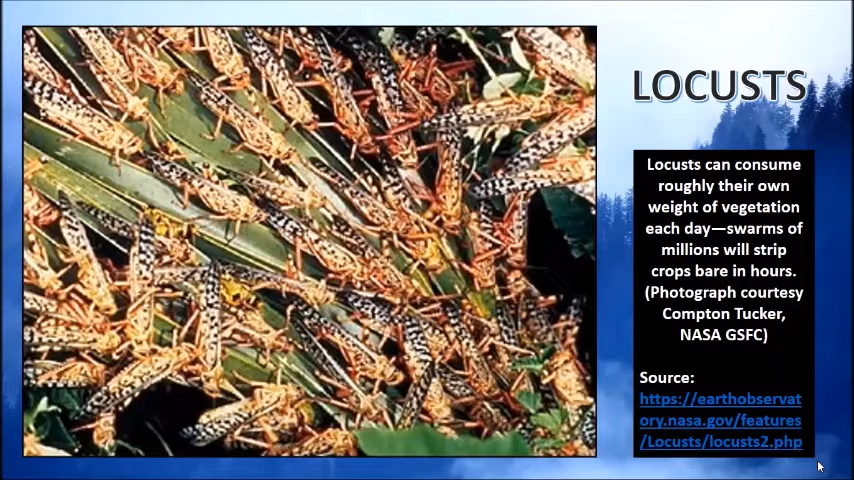 LOCUSTS
Locusts can consume
roughly their own
weight of vegetation
each day—swarms of
millions will strip
crops bare in hours.
(Photograph courtesy
Compton Tucker,
NASA GSFC)
Source:
https://earthobservat
ory.nasa.gov/features
/Locusts/locusts2.php